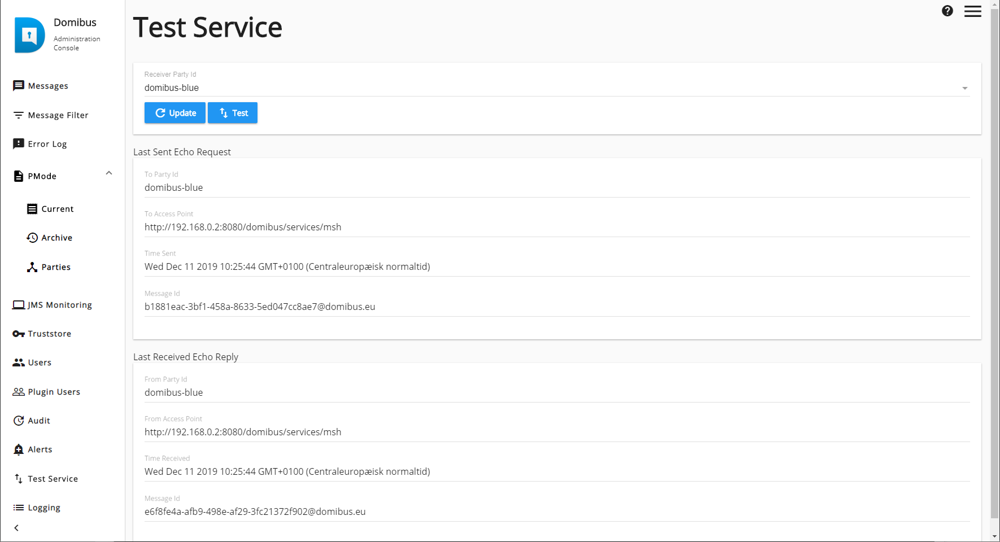 Domibus
Administration
Console
Messages
Message Filter
Error Log
PMode
Current
Archive
Parties
JMS Monitoring
Truststore
Users
Plugin Users
Audit
Alerts
Test Service
Logging
Test Service
Receiver Party Id
domibus-blue
Update
Test
Last Sent Echo Request
To Party Id
domibus-blue
To Access Point
http://192.168.0.2:8080/domibus/services/msh
Time Sent
Wed Dec 11 2019 10:25:44 GMT+0100 (Centraleuropæisk normaltid)
Message Id
b1881eac-3bf1-458a-8633-5ed047cc8ae7@domibus.eu
Last Received Echo Reply
From Party Id
domibus-blue
From Access Point
http://192.168.0.2:8080/domibus/services/msh
Time Received
Wed Dec 11 2019 10:25:44 GMT+0100 (Centraleuropæisk normaltid)
Message Id
e6f8fe4a-afb9-498e-af29-3fc21372f902@domibus.eu